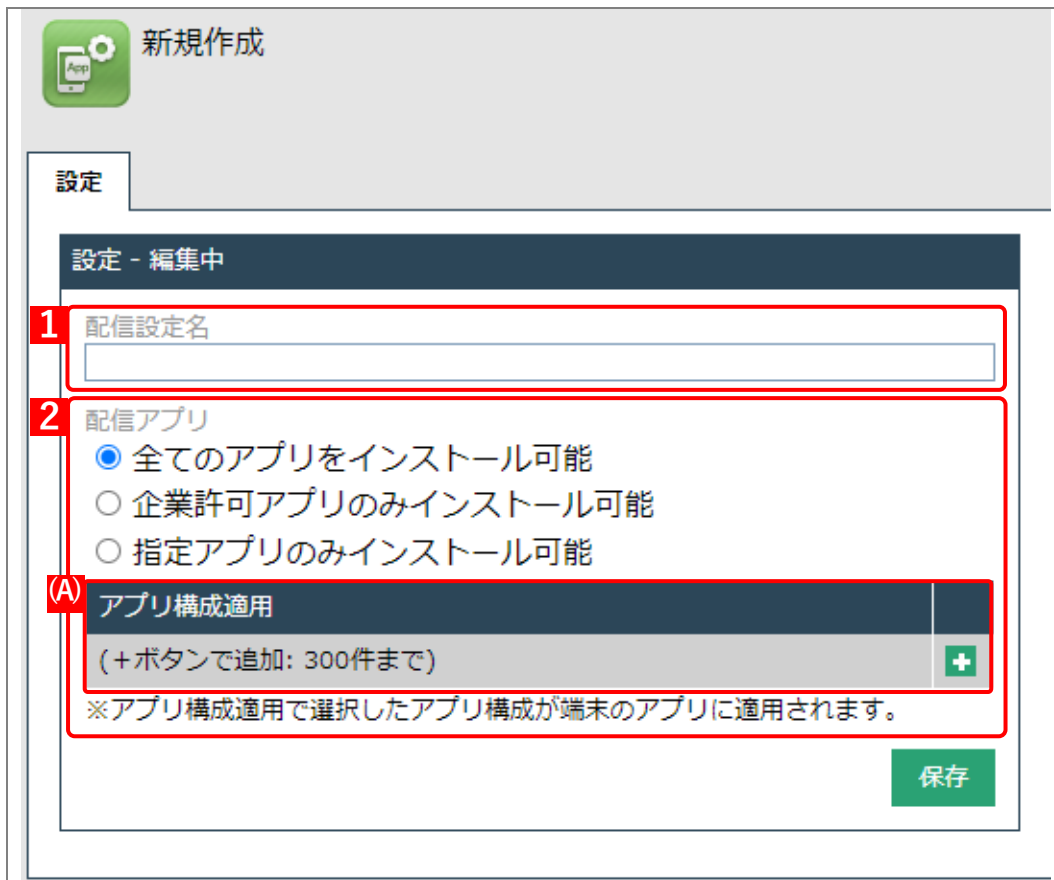 App
新規作成
設定
設定 - 編集中
1
配信設定名
2
配信アプリ
全てのアプリをインストール可能
企業許可アプリのみインストール可能
指定アプリのみインストール可能
(A)
アプリ構成適用
(+ボタンで追加: 300件まで)
※アプリ構成適用で選択したアプリ構成が端末のアプリに適用されます。
保存